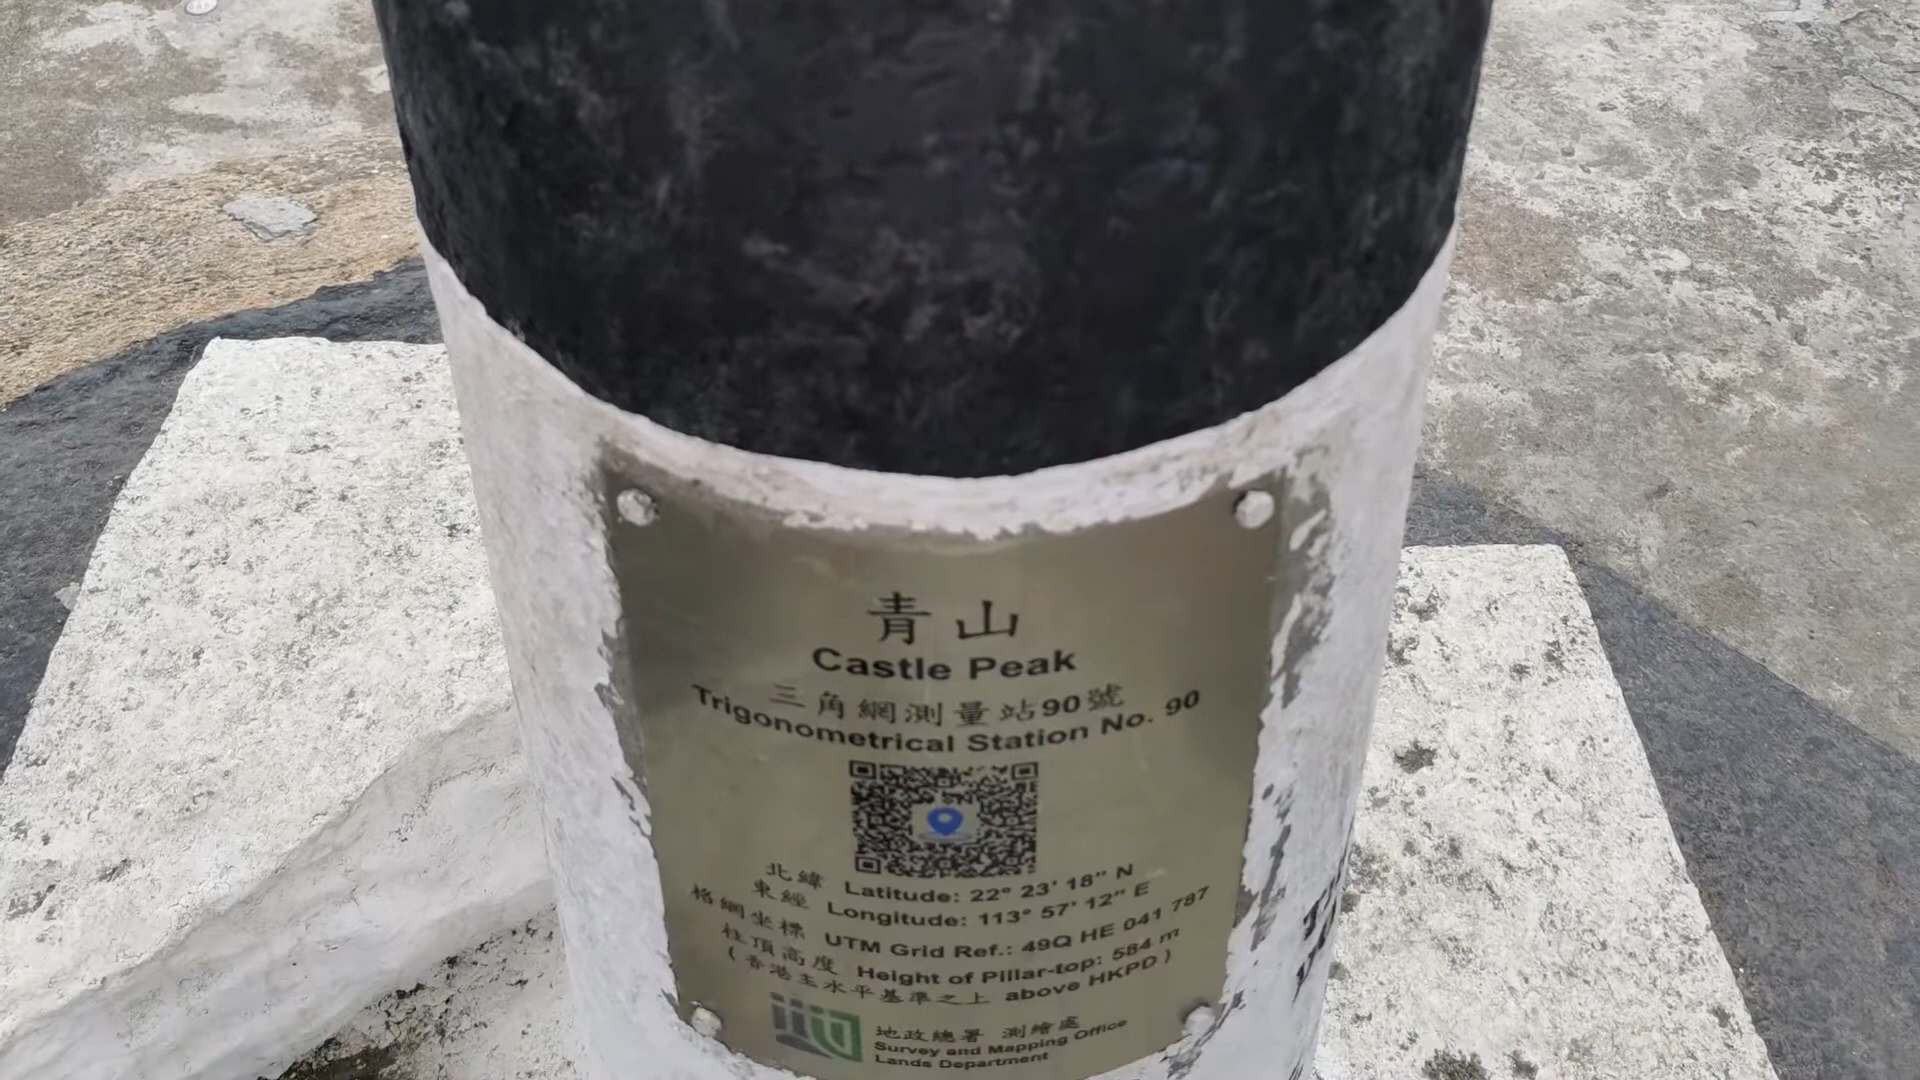 青山
Castle Peak
三角網測量站90號
Trigonometrical Station No. 90
北緯 Latitude: 22° 23' 18" N
東經 Longitude: 113° 57' 12" E
格網坐標 UTM Grid Ref.: 49Q HE 041 787
柱頂高度 Height of Pillar-top: 584 m
(香港主水平基準之上 above HKPD)
地政總署 測繪處
Survey and Mapping Office
Lands Department